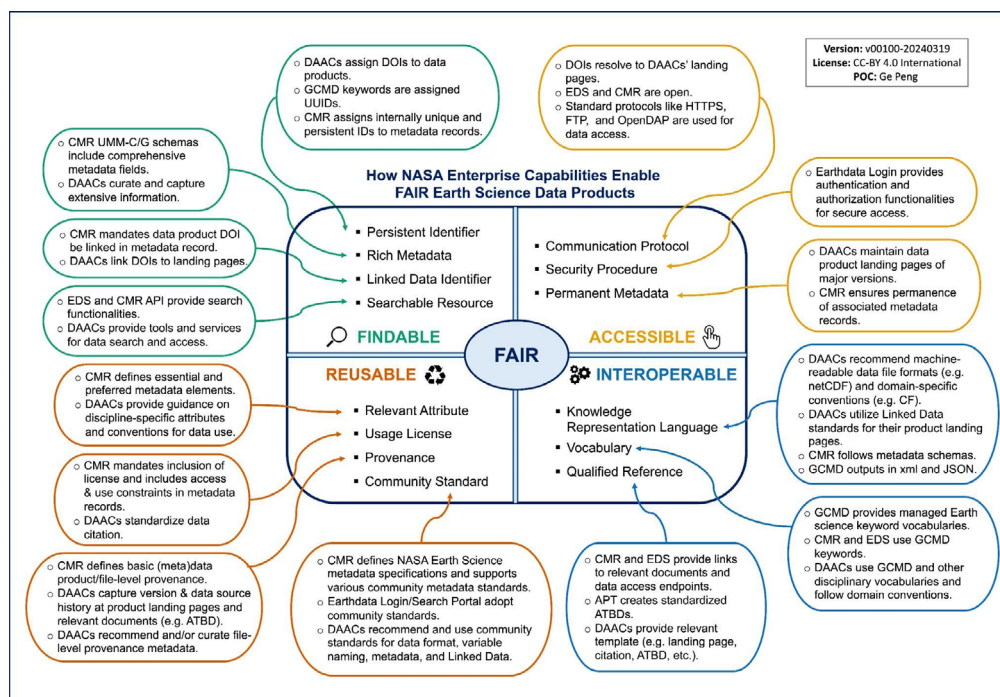 Version: v00100-20240319
License: CC-BY 4.0 International
POC: Ge Peng
○ DAACs assign DOIs to data
products.
○ GCMD keywords are assigned
UUIDs.
○ CMR assigns internally unique and
persistent IDs to metadata records.
○ DOIs resolve to DAACs' landing
pages.
○ EDS and CMR are open.
○ Standard protocols like HTTPS,
FTP, and OpenDAP are used for
data access.
○ CMR UMM-C/G schemas
include comprehensive
metadata fields.
○ DAACs curate and capture
extensive information.
○ CMR mandates data product DOI
be linked in metadata record.
○ DAACs link DOIs to landing pages.
○ EDS and CMR API provide search
functionalities.
○ DAACs provide tools and services
for data search and access.
How NASA Enterprise Capabilities Enable
FAIR Earth Science Data Products
▪ Persistent Identifier
▪ Rich Metadata
▪ Linked Data Identifier
▪ Searchable Resource
FINDABLE
▪ Communication Protocol
▪ Security Procedure
▪ Permanent Metadata
ACCESSIBLE
○ Earthdata Login provides
authentication and
authorization functionalities
for secure access.
○ DAACs maintain data
product landing pages of
major versions.
○ CMR ensures permanence
of associated metadata
records.
FAIR
REUSABLE
▪ Relevant Attribute
▪ Usage License
▪ Provenance
▪ Community Standard
INTEROPERABLE
▪ Knowledge
Representation Language
▪ Vocabulary
▪ Qualified Reference
○ CMR defines essential and
preferred metadata elements.
○ DAACs provide guidance on
discipline-specific attributes
and conventions for data use.
○ CMR mandates inclusion of
license and includes access
& use constraints in metadata
records.
○ DAACs standardize data
citation.
○ CMR defines basic (meta)data
product/file-level provenance.
○ DAACs capture version & data source
history at product landing pages and
relevant documents (e.g. ATBD).
○ DAACs recommend and/or curate file-
level provenance metadata.
○ CMR defines NASA Earth Science
metadata specifications and supports
various community metadata standards.
○ Earthdata Login/Search Portal adopt
community standards.
○ DAACs recommend and use community
standards for data format, variable
naming, metadata, and Linked Data.
○ CMR and EDS provide links
to relevant documents and
data access endpoints.
○ APT creates standardized
ATBDs.
○ DAACs provide relevant
template (e.g. landing page,
citation, ATBD, etc.).
○ DAACs recommend machine-
readable data file formats (e.g.
netCDF) and domain-specific
conventions (e.g. CF).
○ DAACs utilize Linked Data
standards for their product landing
pages.
○ CMR follows metadata schemas.
○ GCMD outputs in xml and JSON.
○ GCMD provides managed Earth
science keyword vocabularies.
○ CMR and EDS use GCMD
keywords.
○ DAACs use GCMD and other
disciplinary vocabularies and
follow domain conventions.